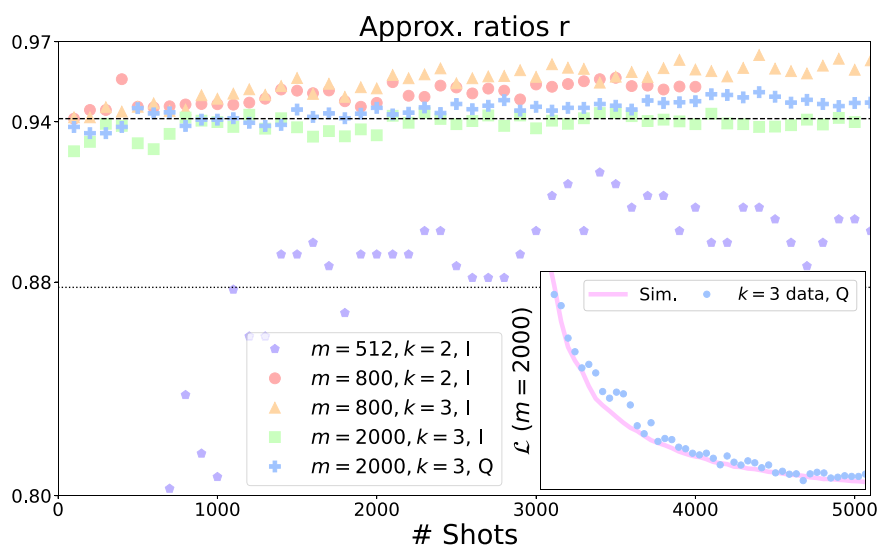 Approx. ratios r
0.97
0.94
0.88
0.80
0
1000
2000
3000
4000
5000
# Shots
m = 512, k = 2, I
m = 800, k = 2, I
m = 800, k = 3, I
m = 2000, k = 3, I
m = 2000, k = 3, Q
Sim.
k = 3 data, Q
ℒ (m = 2000)